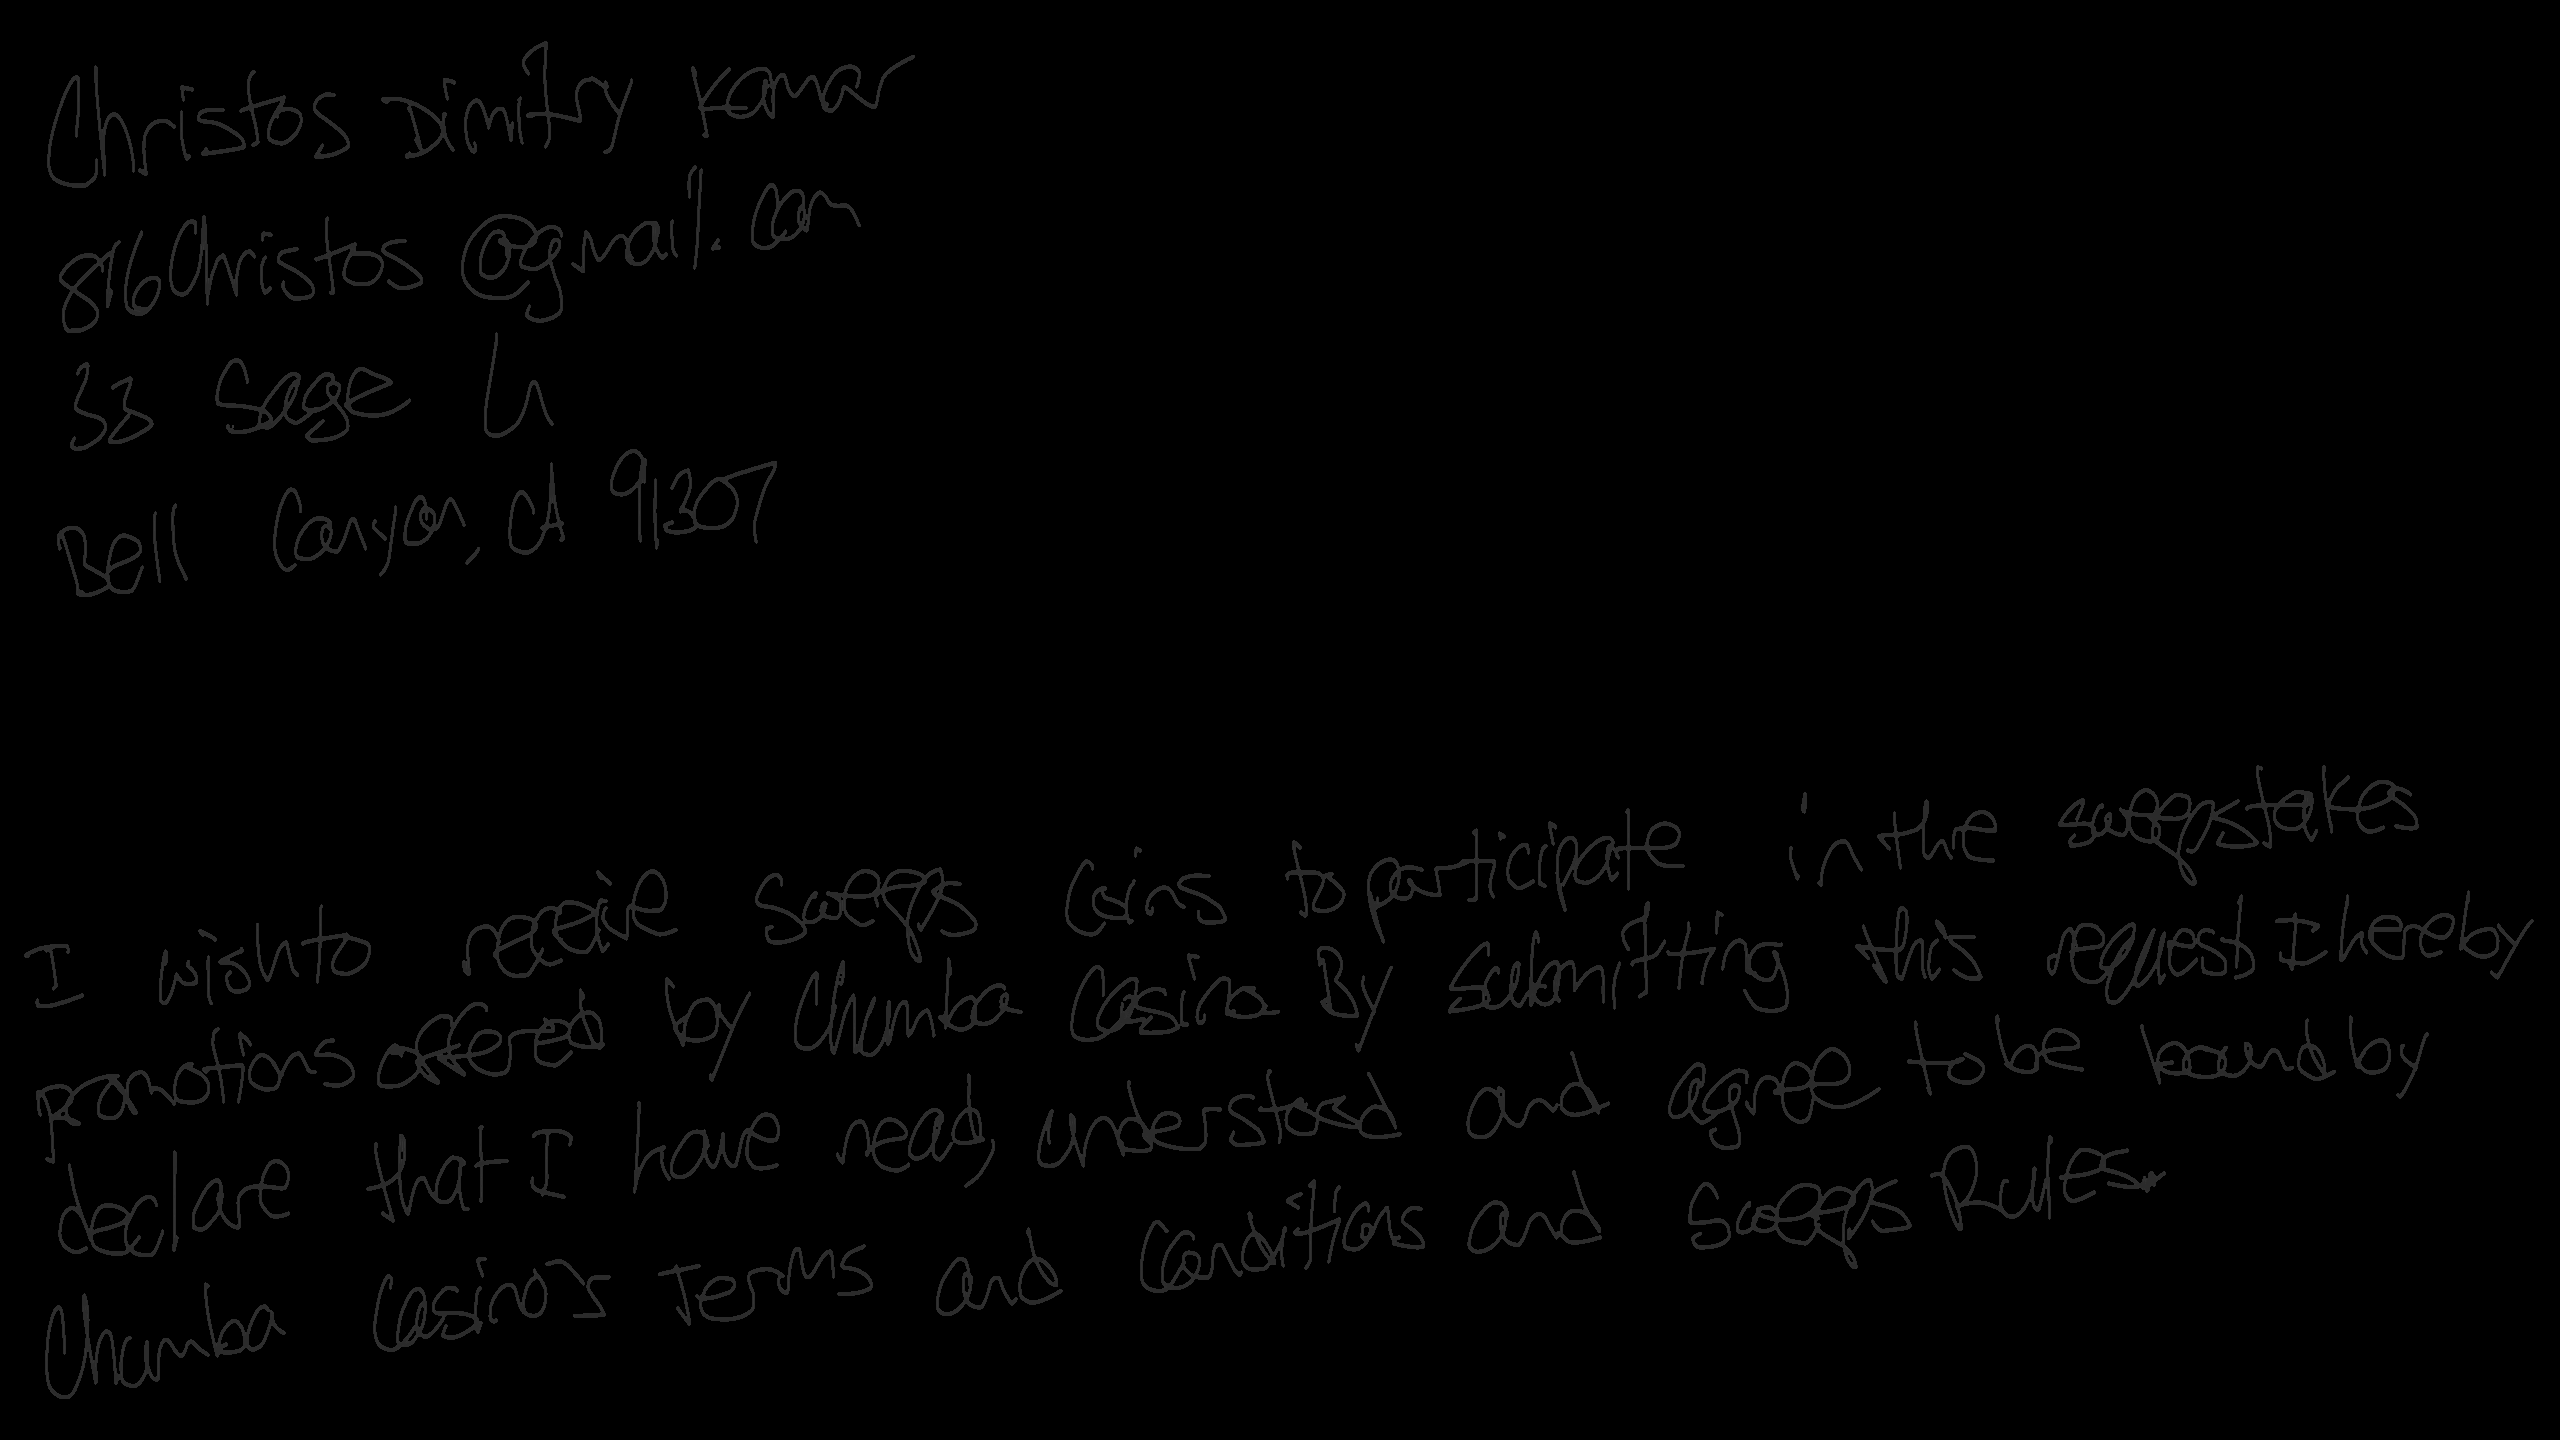 Christos Dimitry Kamar
816Christos@gmail.com
33 Sage Ln
Bell Canyon, CA 91307
I wish to receive Sweeps Coins to participate in the sweepstakes
promotions offered by Chumba Casino. By submitting this request I hereby
declare that I have read, understood and agree to be bound by
Chumba Casino's Terms and Conditions and Sweeps Rules.